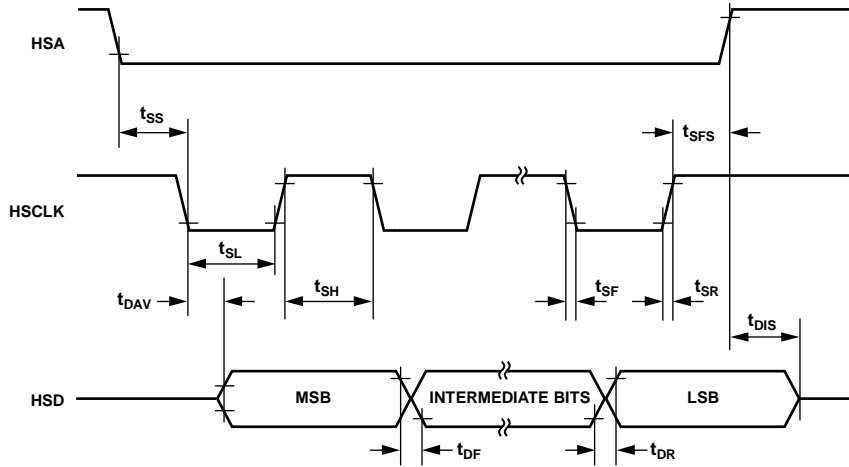 HSA
tSS
tSFS
HSCLK
tSL
tDAV
tSH
tSF
tSR
tDIS
HSD
MSB
INTERMEDIATE BITS
LSB
tDF
tDR